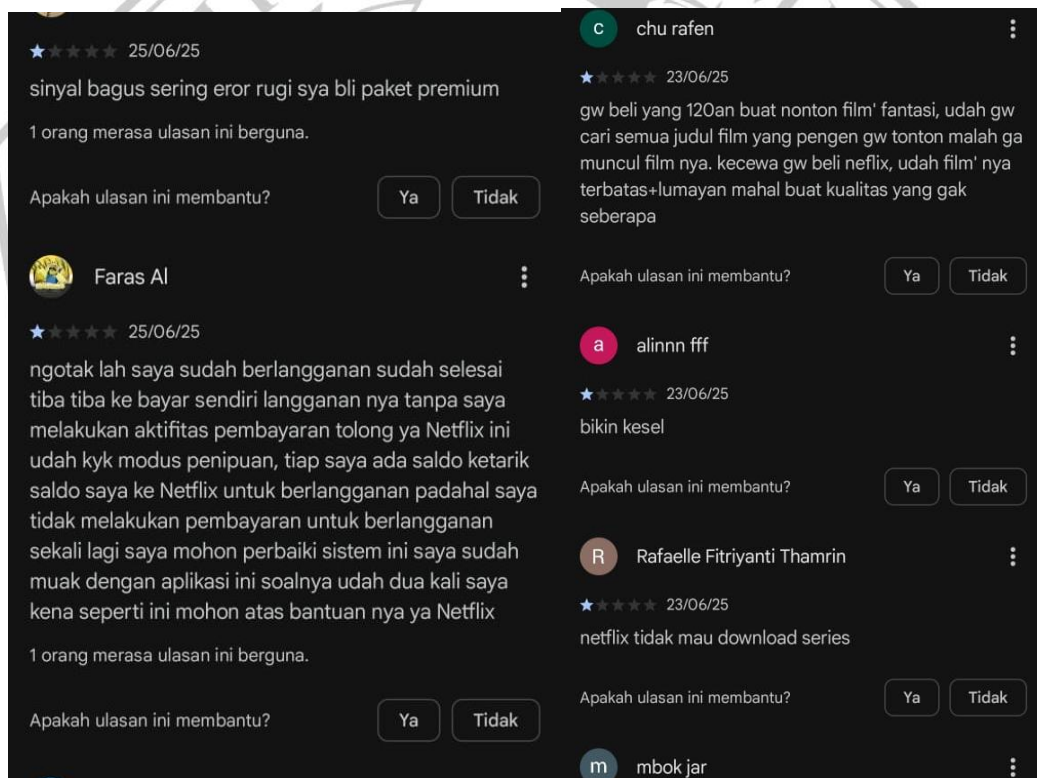 25/06/25
sinyal bagus sering eror rugi sya bli paket premium
1 orang merasa ulasan ini berguna.
Apakah ulasan ini membantu?
Ya
Tidak
Faras Al
25/06/25
ngotak lah saya sudah berlangganan sudah selesai
tiba tiba ke bayar sendiri langganan nya tanpa saya
melakukan aktifitas pembayaran tolong ya Netflix ini
udah kyk modus penipuan, tiap saya ada saldo ketarik
saldo saya ke Netflix untuk berlangganan padahal saya
tidak melakukan pembayaran untuk berlangganan
sekali lagi saya mohon perbaiki sistem ini saya sudah
muak dengan aplikasi ini soalnya udah dua kali saya
kena seperti ini mohon atas bantuan nya ya Netflix
1 orang merasa ulasan ini berguna.
Apakah ulasan ini membantu?
Ya
Tidak
c
chu rafen
23/06/25
gw beli yang 120an buat nonton film' fantasi, udah gw
cari semua judul film yang pengen gw tonton malah ga
muncul film nya. kecewa gw beli neflix, udah film' nya
terbatas+lumayan mahal buat kualitas yang gak
seberapa
Apakah ulasan ini membantu?
Ya
Tidak
a
alinnn fff
23/06/25
bikin kesel
Apakah ulasan ini membantu?
Ya
Tidak
R
Rafaelle Fitriyanti Thamrin
23/06/25
netflix tidak mau download series
Apakah ulasan ini membantu?
Ya
Tidak
m
mbok jar